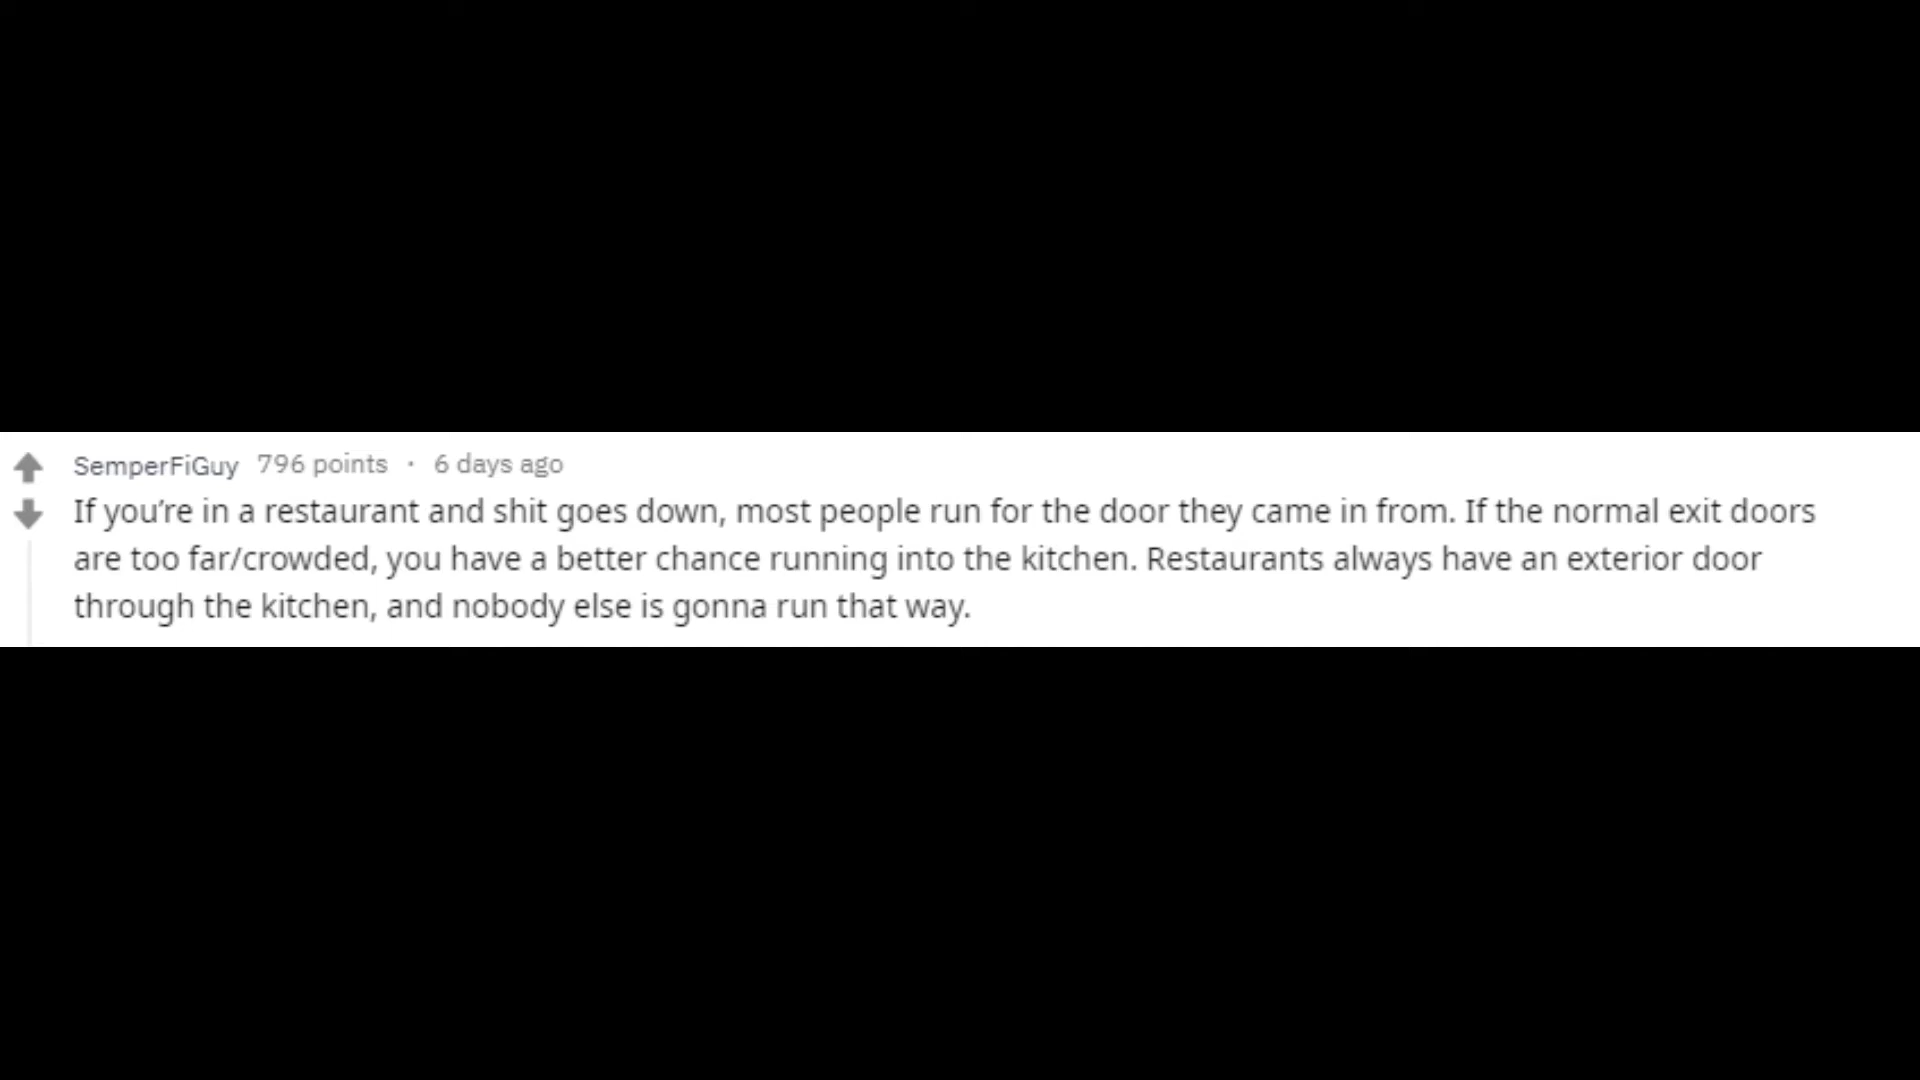 SemperFiGuy 796 points · 6 days ago
If you're in a restaurant and shit goes down, most people run for the door they came in from. If the normal exit doors
are too far/crowded, you have a better chance running into the kitchen. Restaurants always have an exterior door
through the kitchen, and nobody else is gonna run that way.